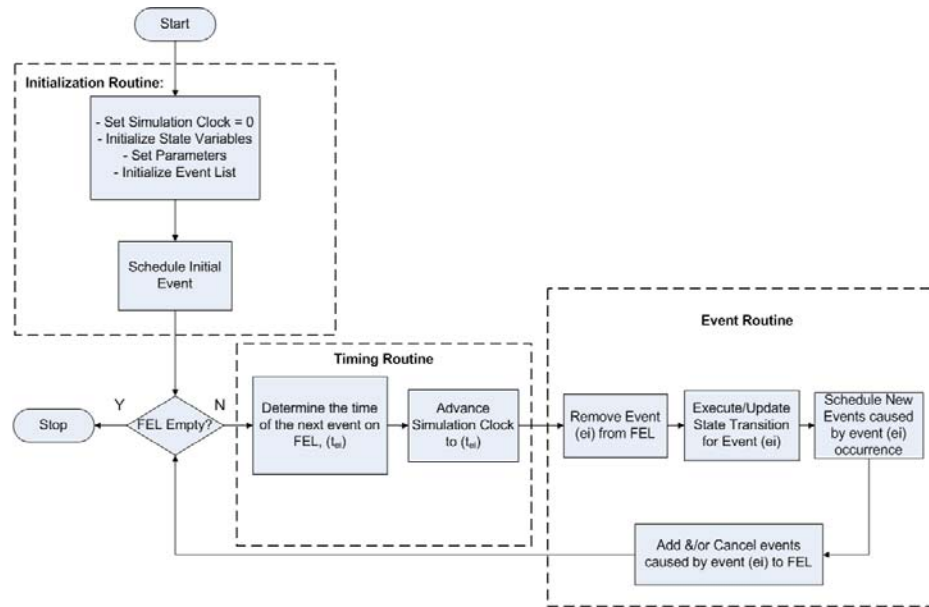 Start
Initialization Routine:
- Set Simulation Clock = 0
- Initialize State Variables
- Set Parameters
- Initialize Event List
Schedule Initial
Event
Timing Routine
Event Routine
Stop
Y
FEL Empty?
N
Determine the time
of the next event on
FEL, (tei)
Advance
Simulation Clock
to (tei)
Remove Event
(ei) from FEL
Execute/Update
State Transition
for Event (ei)
Schedule New
Events caused
by event (ei)
occurrence
Add &/or Cancel events
caused by event (ei) to FEL